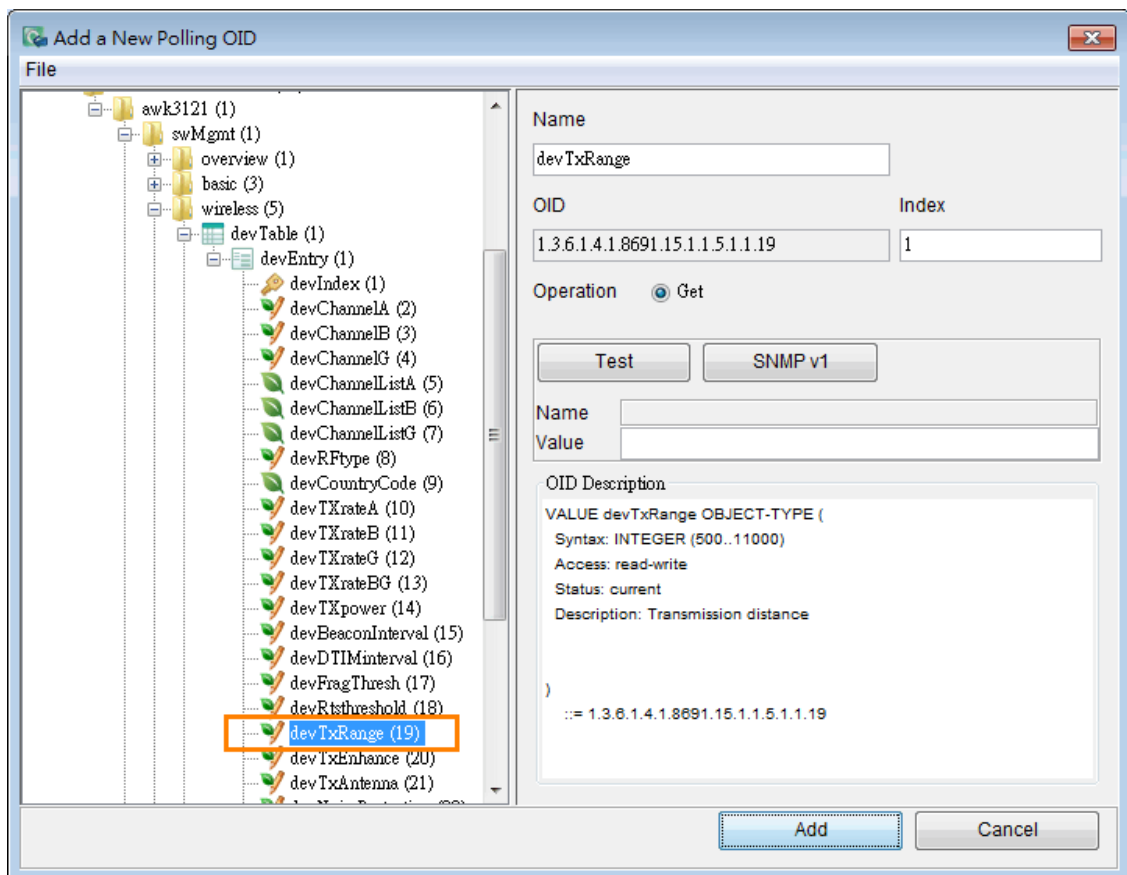 Add a New Polling OID
File
awk3121 (1)
swMgmt (1)
overview (1)
basic (3)
wireless (5)
devTable (1)
devEntry (1)
devIndex (1)
devChannelA (2)
devChannelB (3)
devChannelG (4)
devChannelListA (5)
devChannelListB (6)
devChannelListG (7)
devRFtype (8)
devCountryCode (9)
devTXrateA (10)
devTXrateB (11)
devTXrateG (12)
devTXrateBG (13)
devTXpower (14)
devBeaconInterval (15)
devDTIMinterval (16)
devFragThresh (17)
devRtsthreshold (18)
devTxRange (19)
devTxEnhance (20)
devTxAntenna (21)
Name
devTxRange
OID Index
1.3.6.1.4.1.8691.15.1.1.5.1.1.19 1
Operation Get
Test SNMP v1
Name
Value
OID Description
VALUE devTxRange OBJECT-TYPE (
Syntax: INTEGER (500..11000)
Access: read-write
Status: current
Description: Transmission distance
)
::= 1.3.6.1.4.1.8691.15.1.1.5.1.1.19
Add Cancel